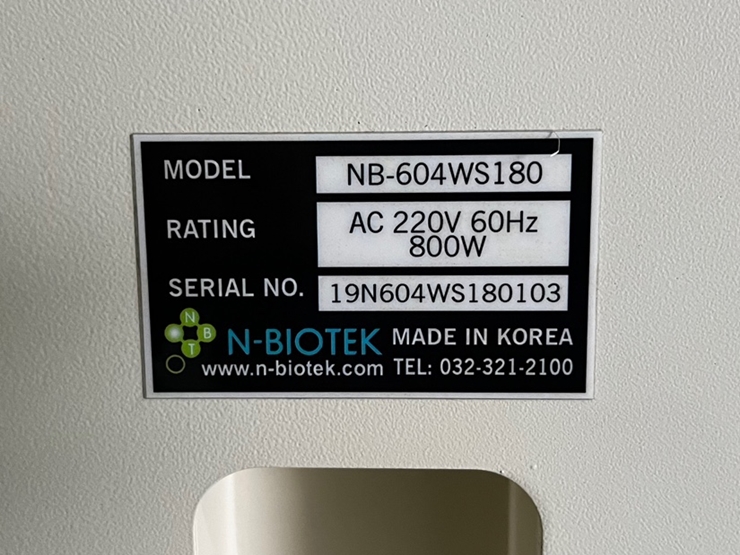 MODEL NB-604WS180
RATING AC 220V 60Hz
800W
SERIAL NO. 19N604WS180103
N
B
T
N-BIOTEK MADE IN KOREA
www.n-biotek.com TEL: 032-321-2100